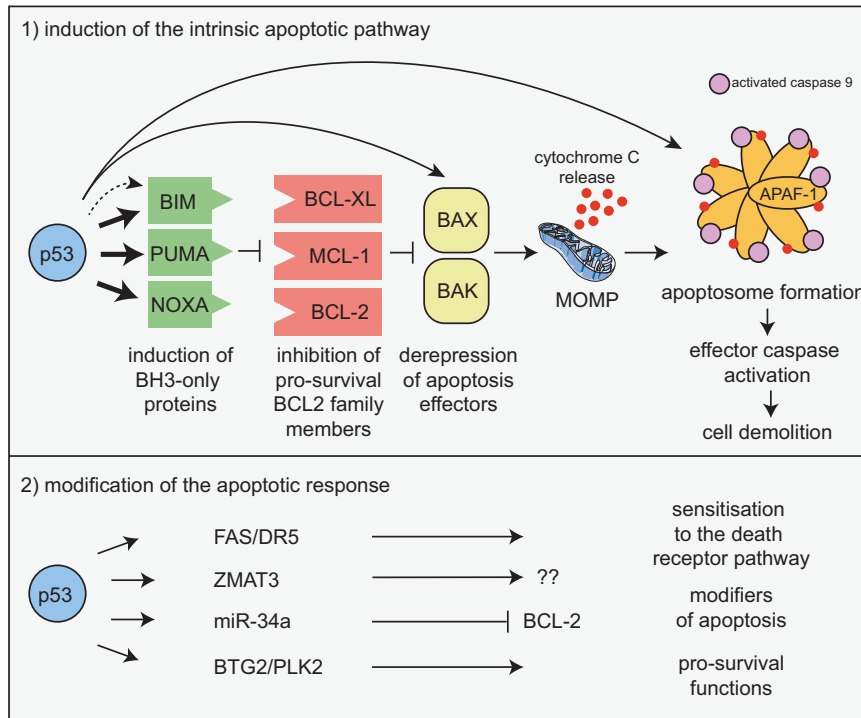 1) induction of the intrinsic apoptotic pathway
activated caspase 9
cytochrome C
release
APAF-1
BIM
BCL-XL
BAX
p53
PUMA
MCL-1
NOXA
BCL-2
BAK
MOMP
apoptosome formation
induction of
BH3-only
proteins
inhibition of
pro-survival
BCL2 family
members
derepression
of apoptosis
effectors
effector caspase
activation
cell demolition
2) modification of the apoptotic response
p53
FAS/DR5
sensitisation
to the death
receptor pathway
ZMAT3
??
miR-34a
BCL-2
modifiers
of apoptosis
BTG2/PLK2
pro-survival
functions